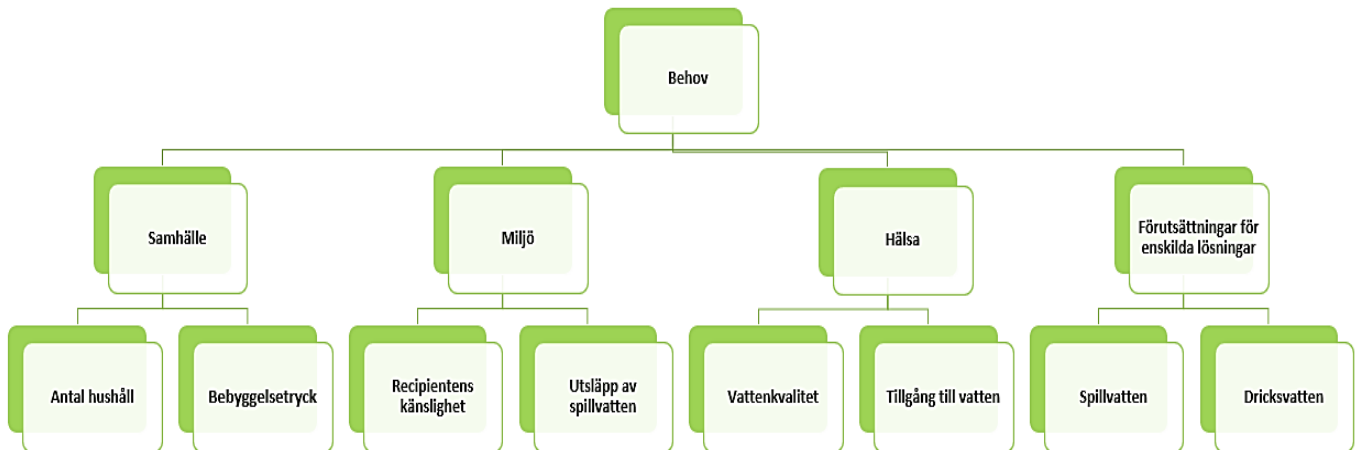 Behov
Samhälle
Miljö
Hälsa
Förutsättningar för
enskilda lösningar
Antal hushåll
Bebyggelsetryck
Recipientens
känslighet
Utsläpp av
spillvatten
Vattenkvalitet
Tillgång till vatten
Spillvatten
Dricksvatten